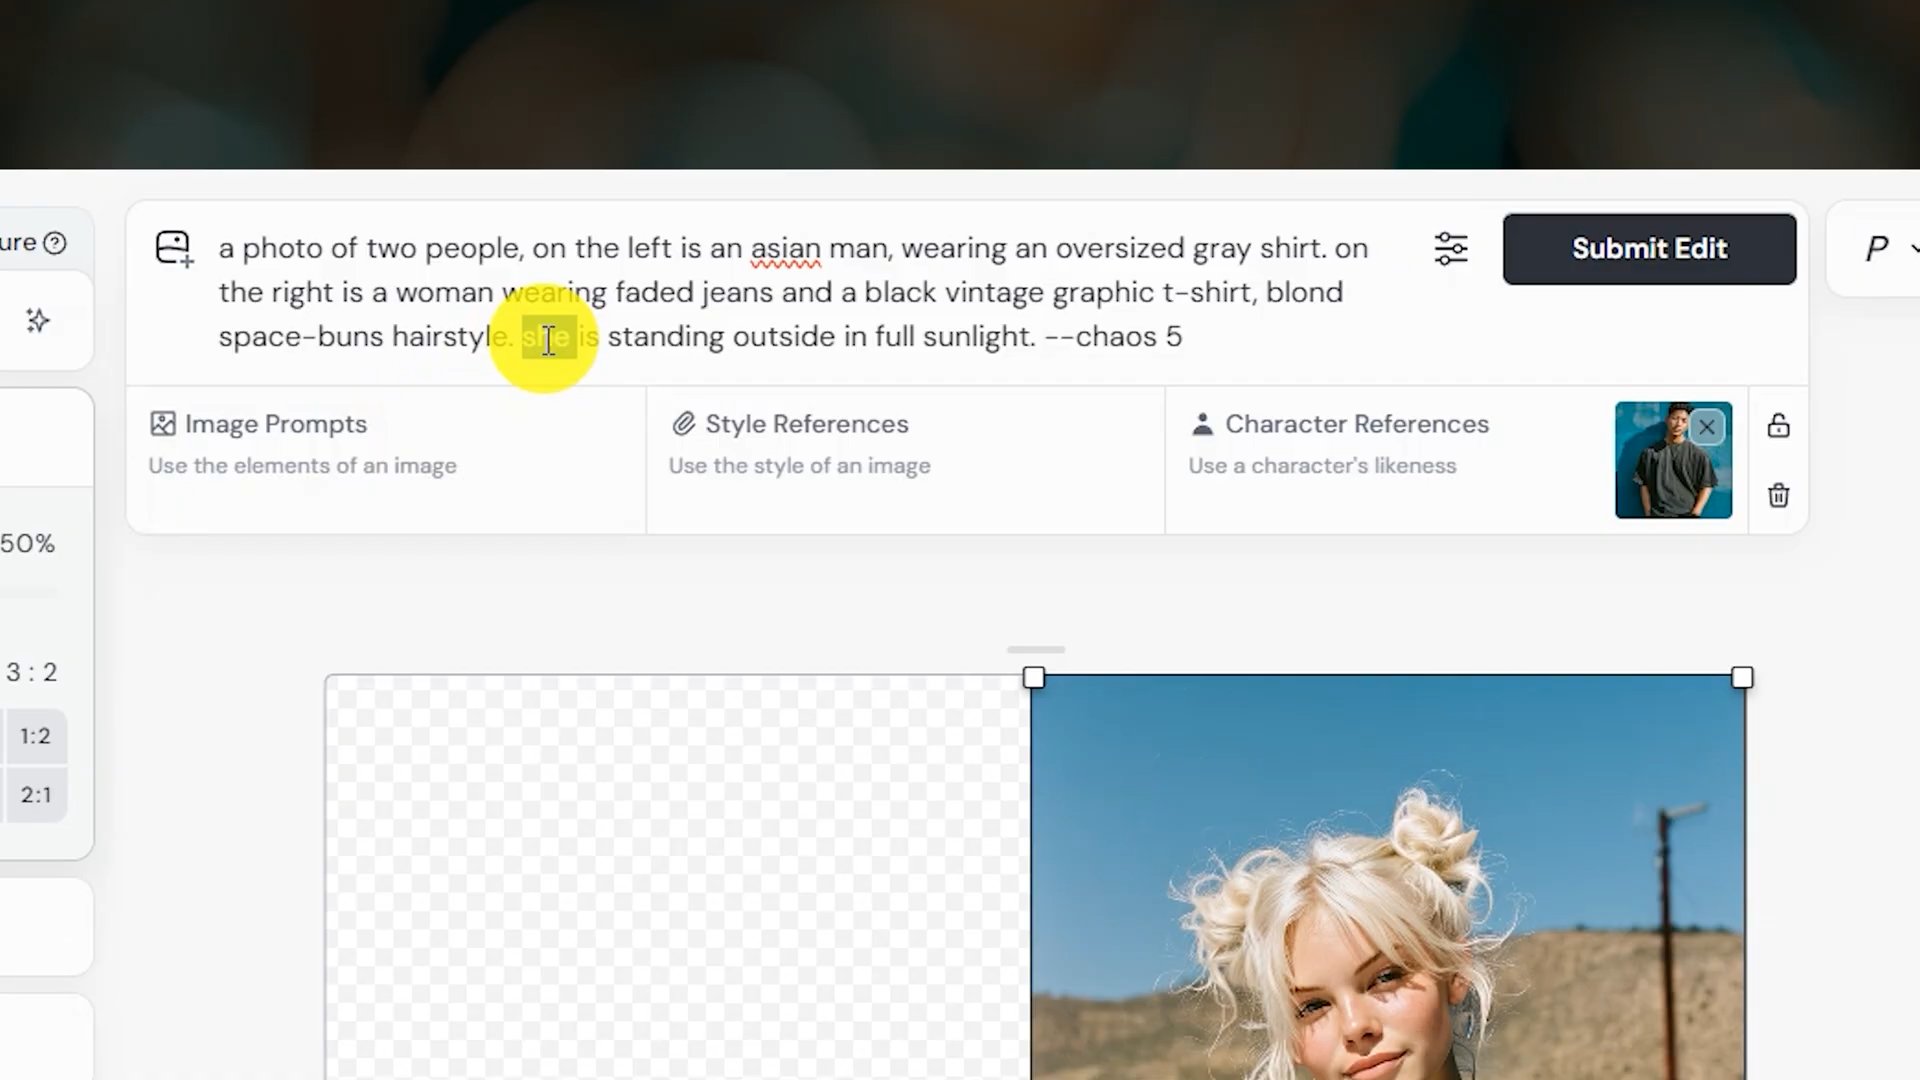 ure
a photo of two people, on the left is an asian man, wearing an oversized gray shirt. on
the right is a woman wearing faded jeans and a black vintage graphic t-shirt, blond
space-buns hairstyle. she is standing outside in full sunlight. --chaos 5
Submit Edit
P
Image Prompts
Use the elements of an image
Style References
Use the style of an image
Character References
Use a character's likeness
50%
3 : 2
1:2
2:1